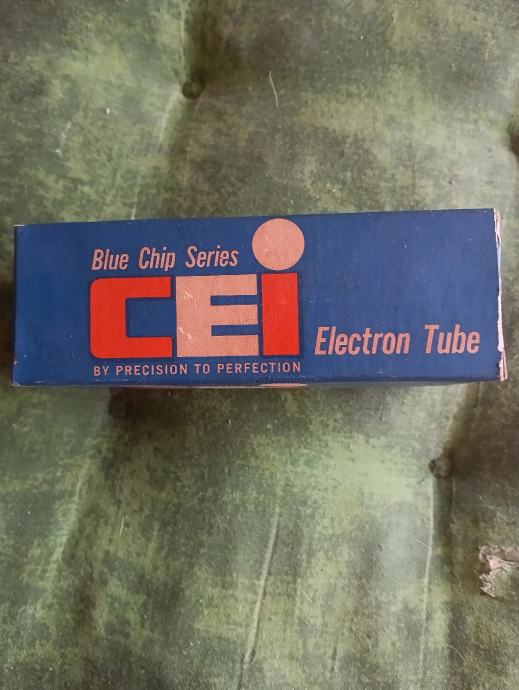 Blue Chip Series
CEi
Electron Tube
BY PRECISION TO PERFECTION